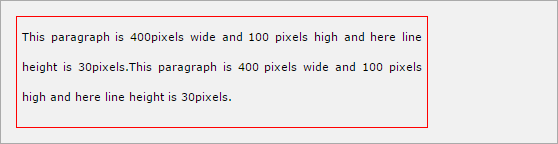 This paragraph is 400pixels wide and 100 pixels high and here line
height is 30pixels.This paragraph is 400 pixels wide and 100 pixels
high and here line height is 30pixels.